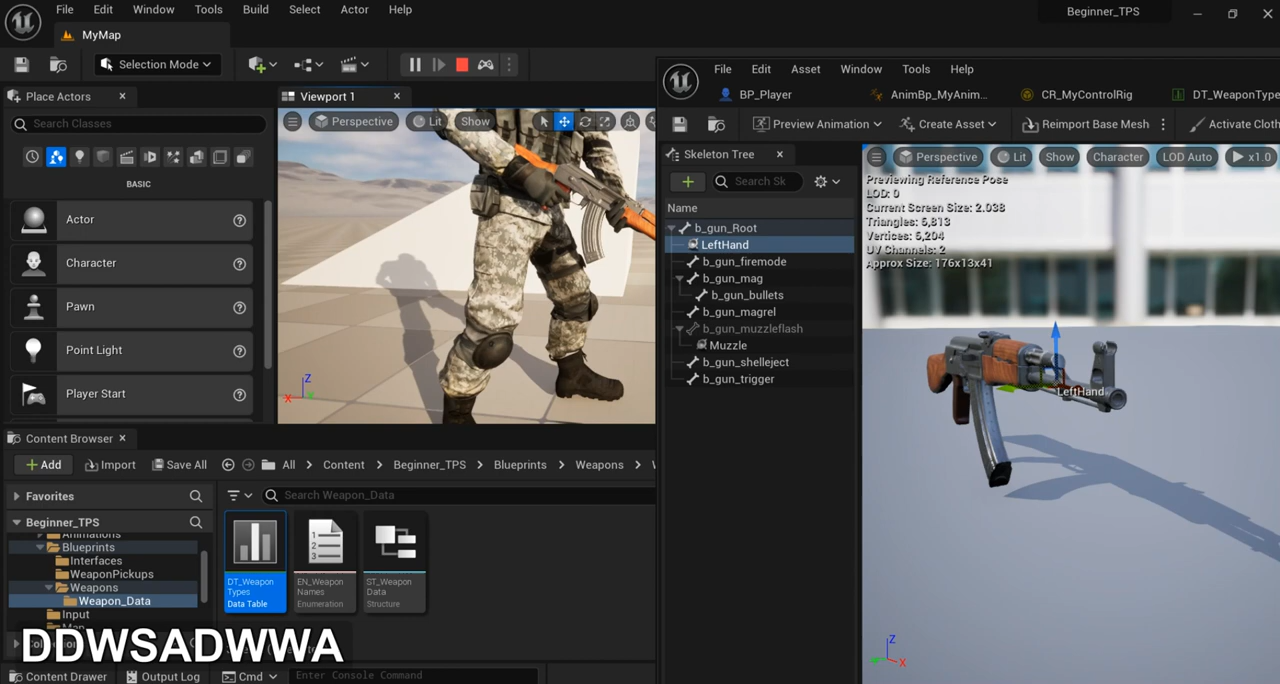 File Edit Window Tools Build Select Actor Help
Beginner_TPS
MyMap
Selection Mode
Place Actors
Viewport 1
Search Classes
Perspective Lit Show
BASIC
Actor
Character
Pawn
Point Light
Player Start
Z
X
Content Browser
Add Import Save All All Content Beginner_TPS Blueprints Weapons
Favorites
Search Weapon_Data
Beginner_TPS
Animations
Blueprints
Interfaces
WeaponPickups
Weapons
Weapon_Data
Input
DT_Weapon
Types
Data Table
EN_Weapon
Names
Enumeration
ST_Weapon
Data
Structure
DDWSADWWA
Content Drawer Output Log Cmd Enter Console Command
File Edit Asset Window Tools Help
BP_Player AnimBp_MyAnim... CR_MyControlRig DT_WeaponType
Preview Animation Create Asset Reimport Base Mesh Activate Cloth
Skeleton Tree
Search Sk
Name
b_gun_Root
LeftHand
b_gun_firemode
b_gun_mag
b_gun_bullets
b_gun_magrel
b_gun_muzzleflash
Muzzle
b_gun_shelleject
b_gun_trigger
Perspective Lit Show Character LOD Auto x1.0
Previewing Reference Pose
LOD: 0
Current Screen Size: 2.038
Triangles: 6,813
Vertices: 6,204
UV Channels: 2
Approx Size: 176x13x41
LeftHand
Z
X